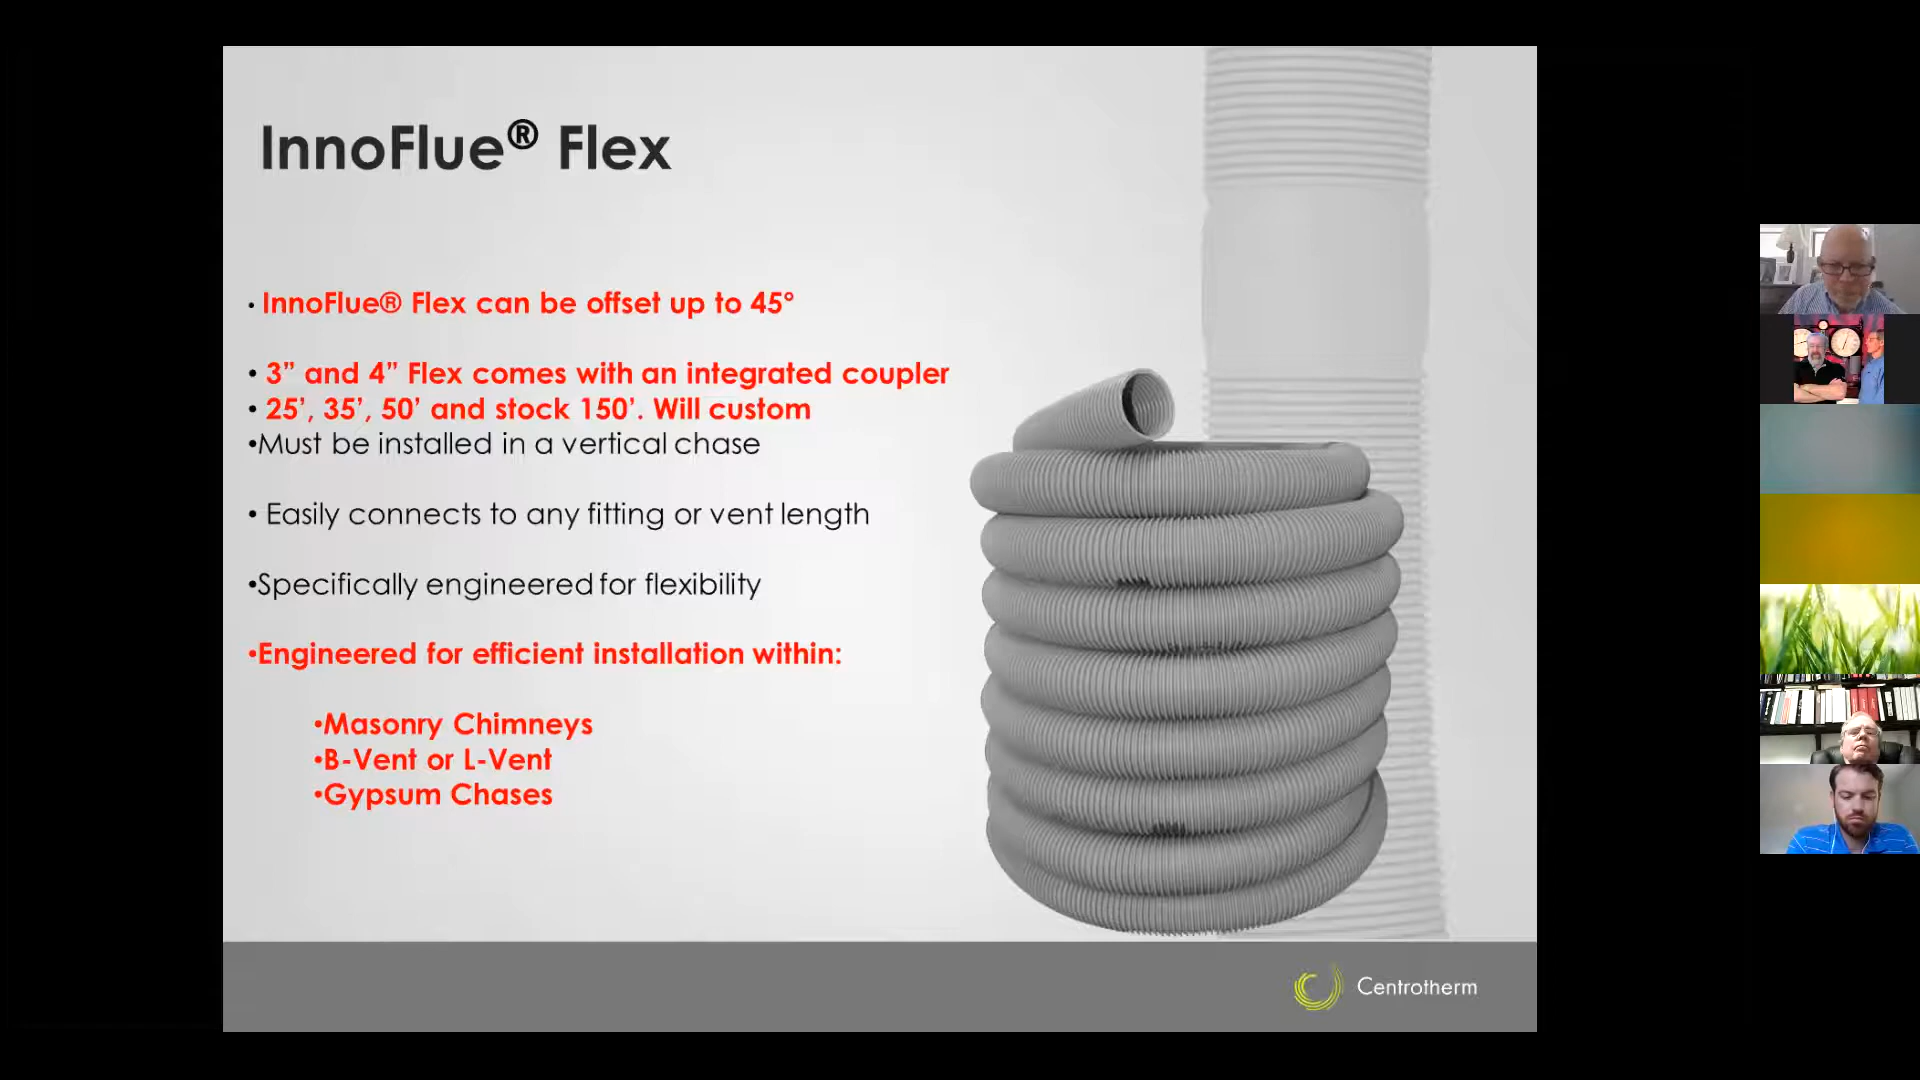 InnoFlue® Flex
• InnoFlue® Flex can be offset up to 45°
• 3” and 4” Flex comes with an integrated coupler
• 25’, 35’, 50’ and stock 150’. Will custom
•Must be installed in a vertical chase
• Easily connects to any fitting or vent length
•Specifically engineered for flexibility
•Engineered for efficient installation within:
•Masonry Chimneys
•B-Vent or L-Vent
•Gypsum Chases
Centrotherm